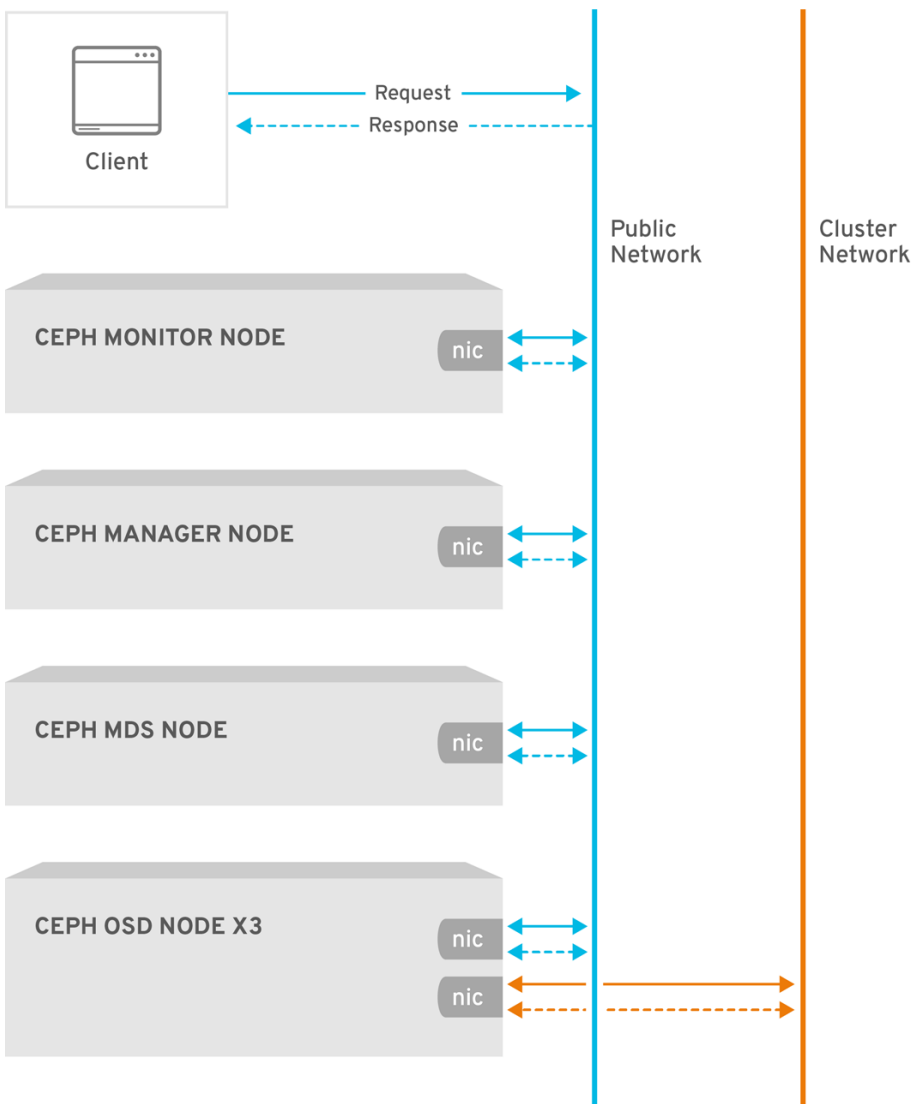 Request
Response
Client
Public
Network
Cluster
Network
CEPH MONITOR NODE
nic
CEPH MANAGER NODE
nic
CEPH MDS NODE
nic
CEPH OSD NODE X3
nic
nic